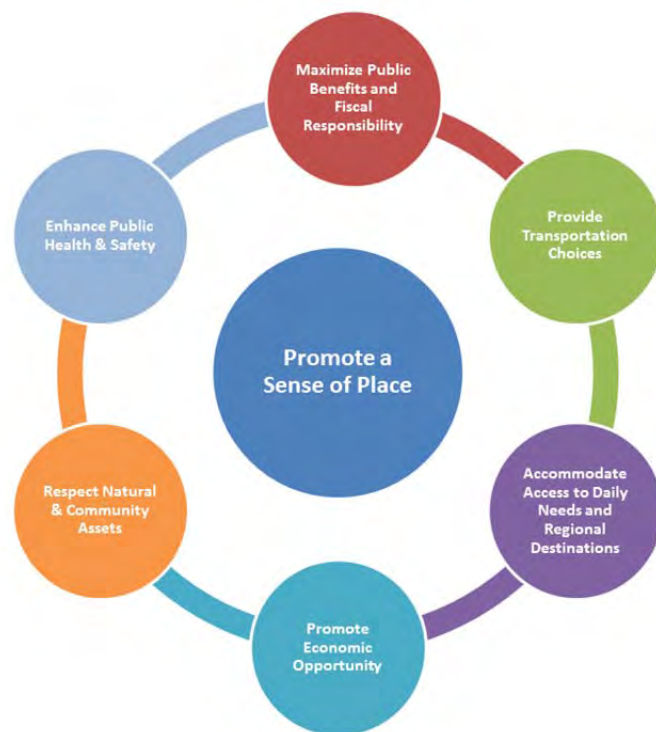 Maximize Public
Benefits and
Fiscal
Responsibility
Provide
Transportation
Choices
Accommodate
Access to Daily
Needs and
Regional
Destinations
Promote
Economic
Opportunity
Respect Natural
& Community
Assets
Enhance Public
Health & Safety
Promote a
Sense of Place